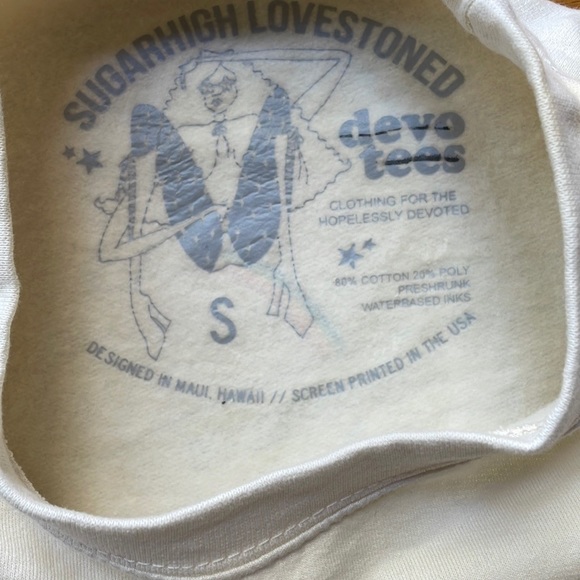 SUGARHIGH LOVESTONED
devo
tees
CLOTHING FOR THE
HOPELESSLY DEVOTED
80% COTTON 20% POLY
PRESHRUNK
WATERBASED INKS
S
DESIGNED IN MAUI, HAWAII // SCREEN PRINTED IN THE USA